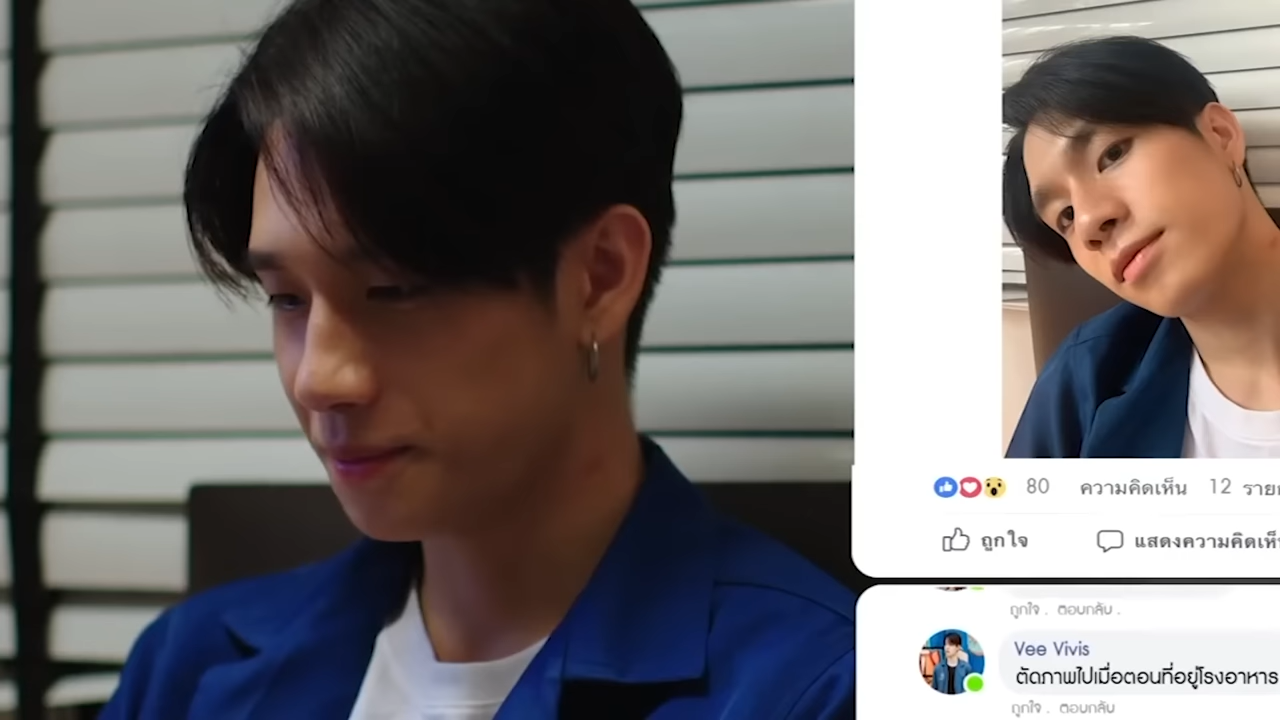 80 ความคิดเห็น 12
ถูกใจ
ถูกใจ . ตอบกลับ .
Vee Vivis
ตัดภาพไปเมื่อตอนที่อยู่โรงอาหาร
ถูกใจ . ตอบกลับ